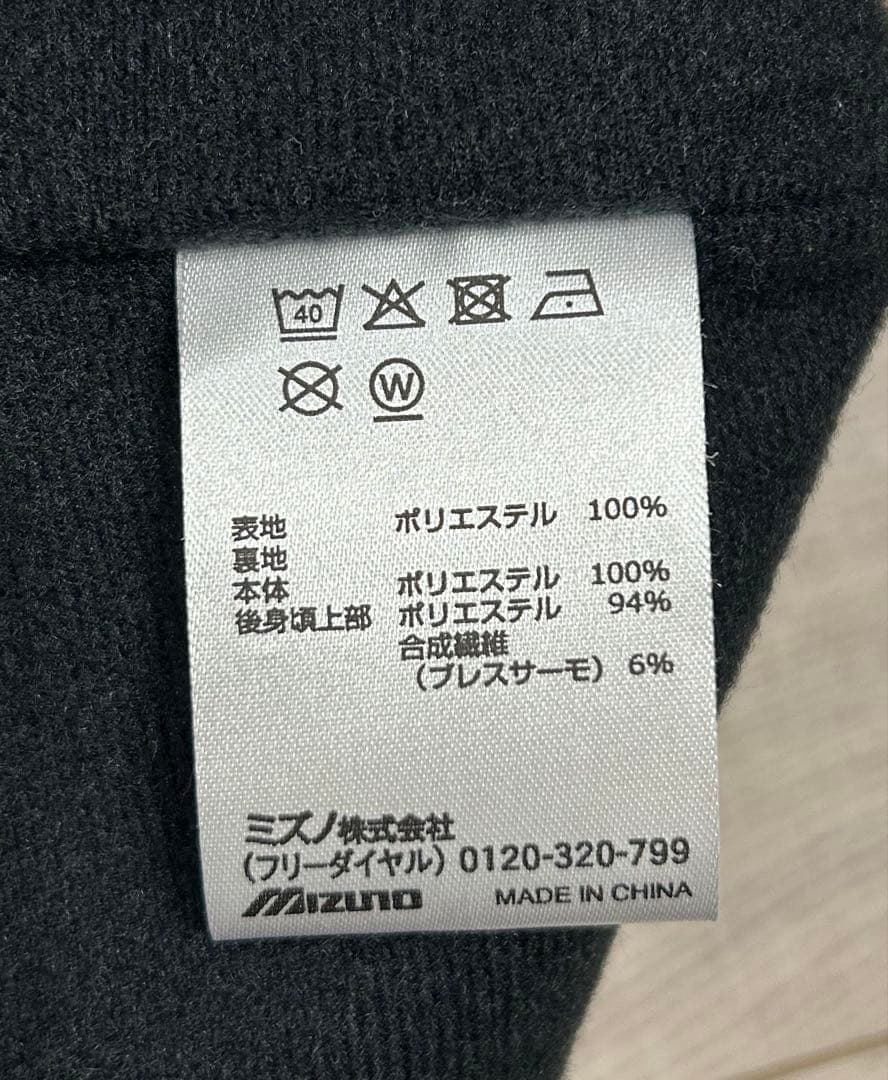 40
W
表地 ポリエステル 100%
裏地
本体 ポリエステル 100%
後身頃上部 ポリエステル 94%
合成繊維
(ブレスサーモ) 6%
ミズノ株式会社
(フリーダイヤル) 0120-320-799
MIZUNO MADE IN CHINA